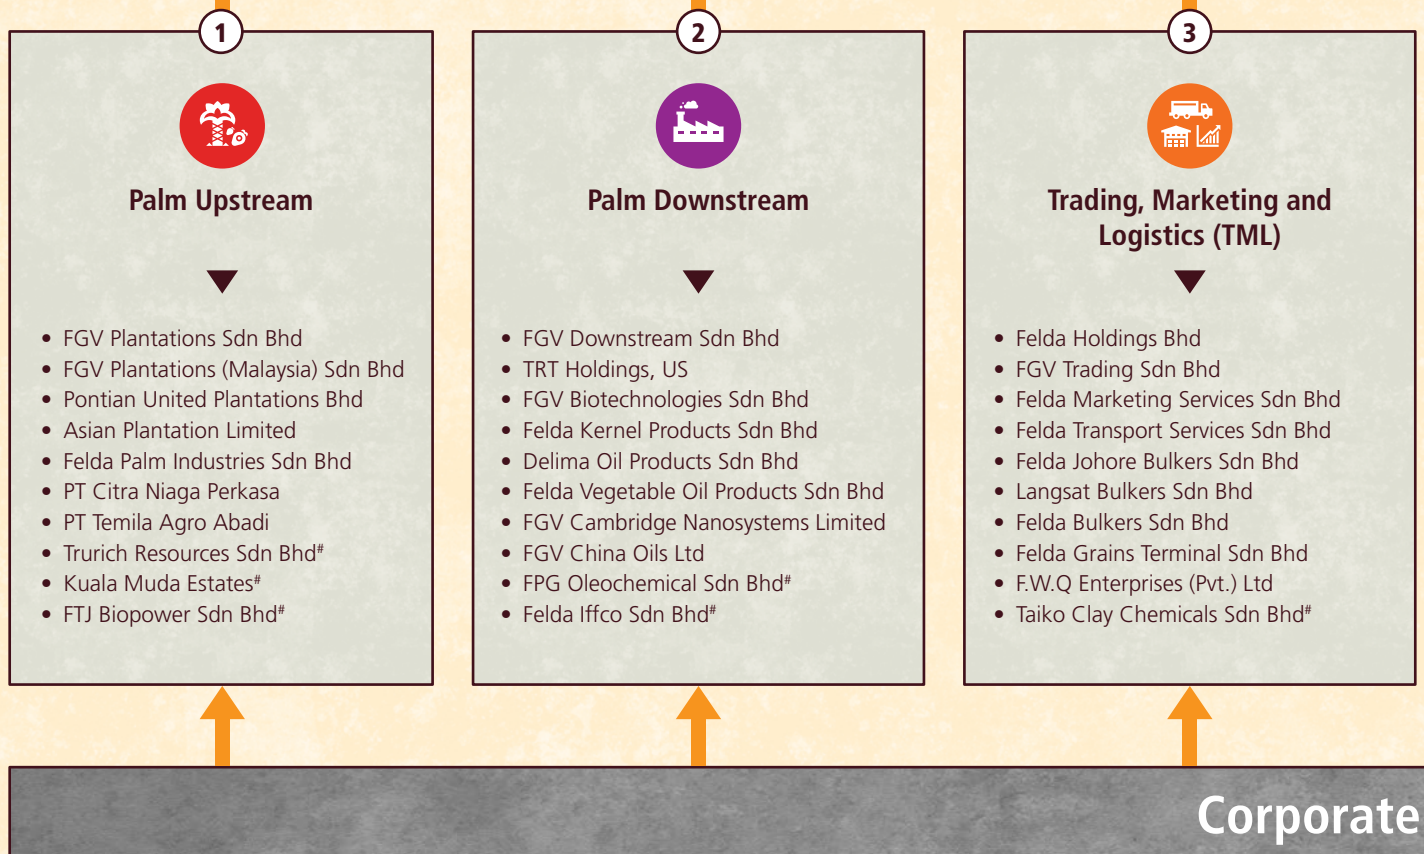 1
Palm Upstream
• FGV Plantations Sdn Bhd
• FGV Plantations (Malaysia) Sdn Bhd
• Pontian United Plantations Bhd
• Asian Plantation Limited
• Felda Palm Industries Sdn Bhd
• PT Citra Niaga Perkasa
• PT Temila Agro Abadi
• Trurich Resources Sdn Bhd#
• Kuala Muda Estates#
• FTJ Biopower Sdn Bhd#
2
Palm Downstream
• FGV Downstream Sdn Bhd
• TRT Holdings, US
• FGV Biotechnologies Sdn Bhd
• Felda Kernel Products Sdn Bhd
• Delima Oil Products Sdn Bhd
• Felda Vegetable Oil Products Sdn Bhd
• FGV Cambridge Nanosystems Limited
• FGV China Oils Ltd
• FPG Oleochemical Sdn Bhd#
• Felda Iffco Sdn Bhd#
3
Trading, Marketing and
Logistics (TML)
• Felda Holdings Bhd
• FGV Trading Sdn Bhd
• Felda Marketing Services Sdn Bhd
• Felda Transport Services Sdn Bhd
• Felda Johore Bulkers Sdn Bhd
• Langsat Bulkers Sdn Bhd
• Felda Bulkers Sdn Bhd
• Felda Grains Terminal Sdn Bhd
• F.W.Q Enterprises (Pvt.) Ltd
• Taiko Clay Chemicals Sdn Bhd#
Corporate